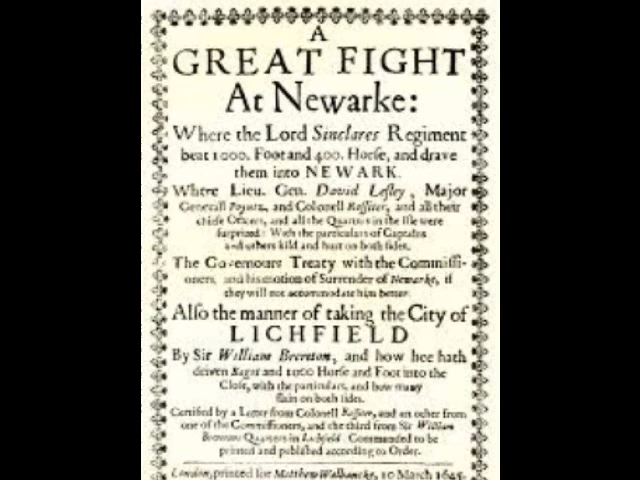 A
GREAT FIGHT
At Newarke:
Where the Lord Sinclares Regiment
beat 1000. Foot and 400. Horſe, and drave
them into NEWARK.
Where Lieu. Gen. David Leſley, Major
Generall Poyntz, and Colonell Roſſiter, and all their
chiefe Officers, and all the Quarters in the Iſle were
ſurprized: With the particulars of Captains
and others kild and hurt on both ſides.
The Governours Treaty with the Commiſſi-
oners, and his motion of Surrender of Newarke, if
they will not accommodate him better.
Alſo the manner of taking the City of
LICHFIELD
By Sir William Brereton, and how hee hath
driven Bagot and 1000 Horſe and Foot into the
Cloſe, with the particulars, and how many
ſlain on both ſides.
Certified by a Letter from Colonell Roſſiter, and an other from
one of the Commiſſioners, and the third from Sir William
Breretons Quarters in Lichfield. Commanded to be
printed and publiſhed according to Order.
London, printed for Matthew Walbancke, 10 March 1645.